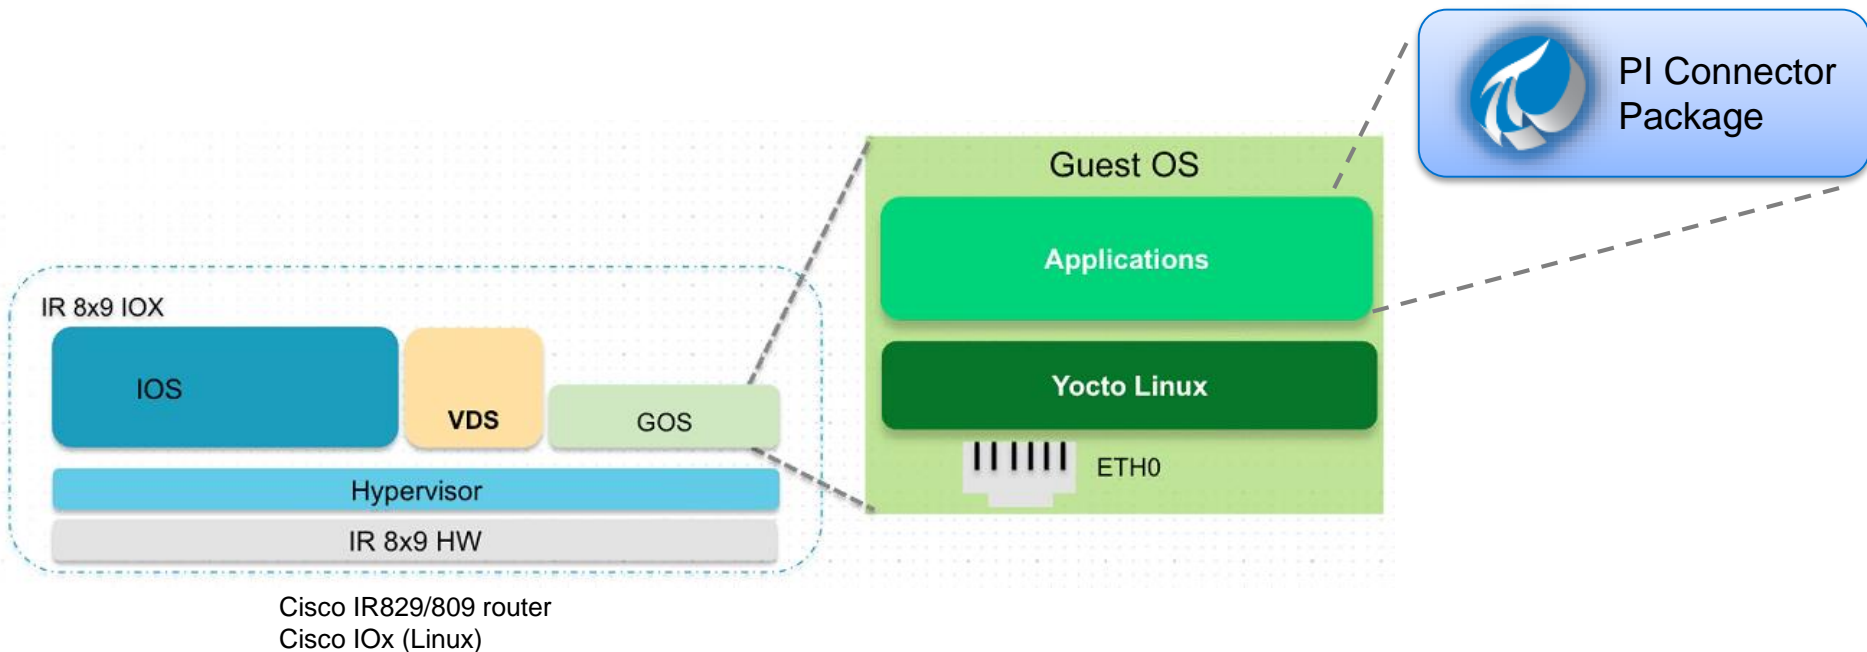 PI Connector
Package
Guest OS
Applications
IR 8x9 IOX
IOS
VDS
GOS
Yocto Linux
ETH0
Hypervisor
IR 8x9 HW
Cisco IR829/809 router
Cisco IOx (Linux)